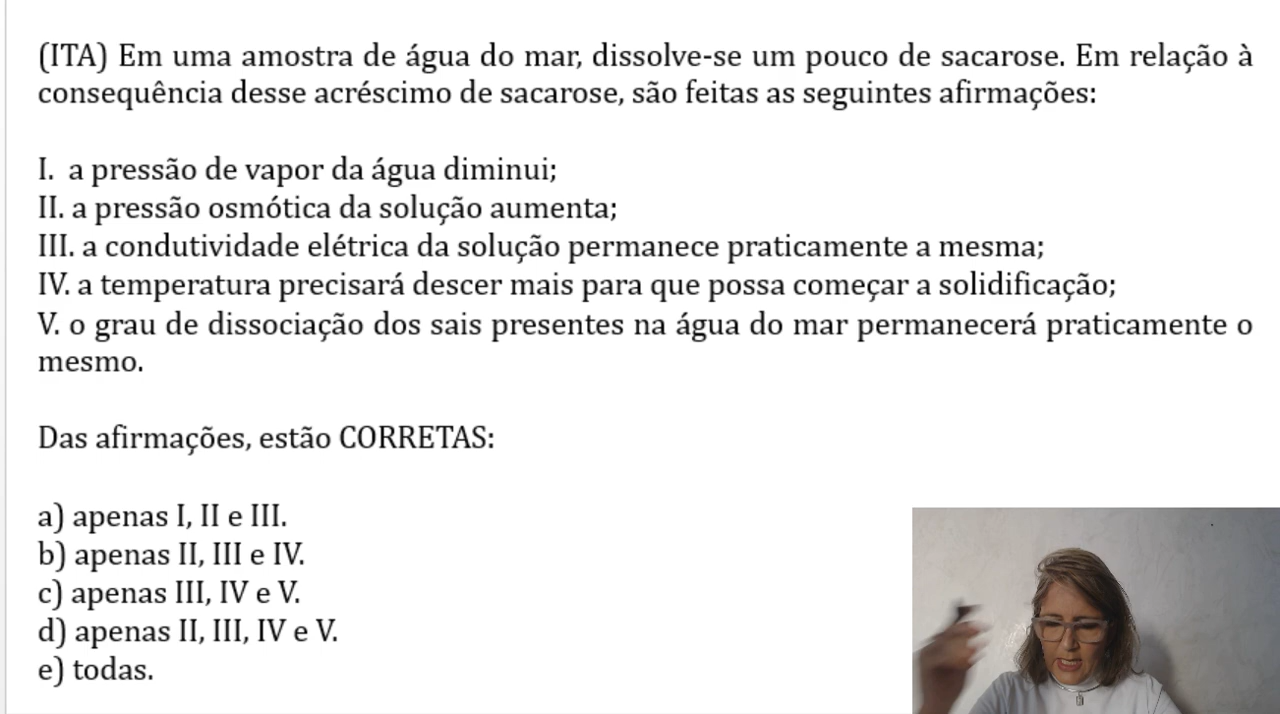 (ITA) Em uma amostra de água do mar, dissolve-se um pouco de sacarose. Em relação à
consequência desse acréscimo de sacarose, são feitas as seguintes afirmações:
I. a pressão de vapor da água diminui;
II. a pressão osmótica da solução aumenta;
III. a condutividade elétrica da solução permanece praticamente a mesma;
IV. a temperatura precisará descer mais para que possa começar a solidificação;
V. o grau de dissociação dos sais presentes na água do mar permanecerá praticamente o
mesmo.
Das afirmações, estão CORRETAS:
a) apenas I, II e III.
b) apenas II, III e IV.
c) apenas III, IV e V.
d) apenas II, III, IV e V.
e) todas.